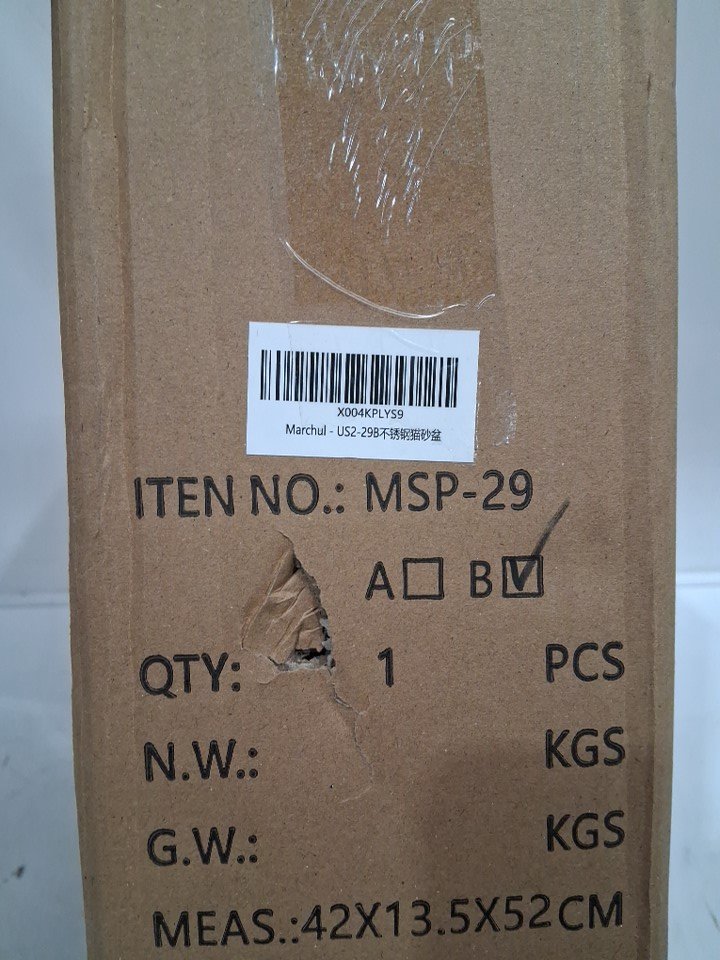 X004KPLYS9
Marchul - US2-29B不锈钢猫砂盆
ITEN NO.: MSP-29
A B
QTY: 1 PCS
N.W.: KGS
G.W.: KGS
MEAS.:42X13.5X52CM